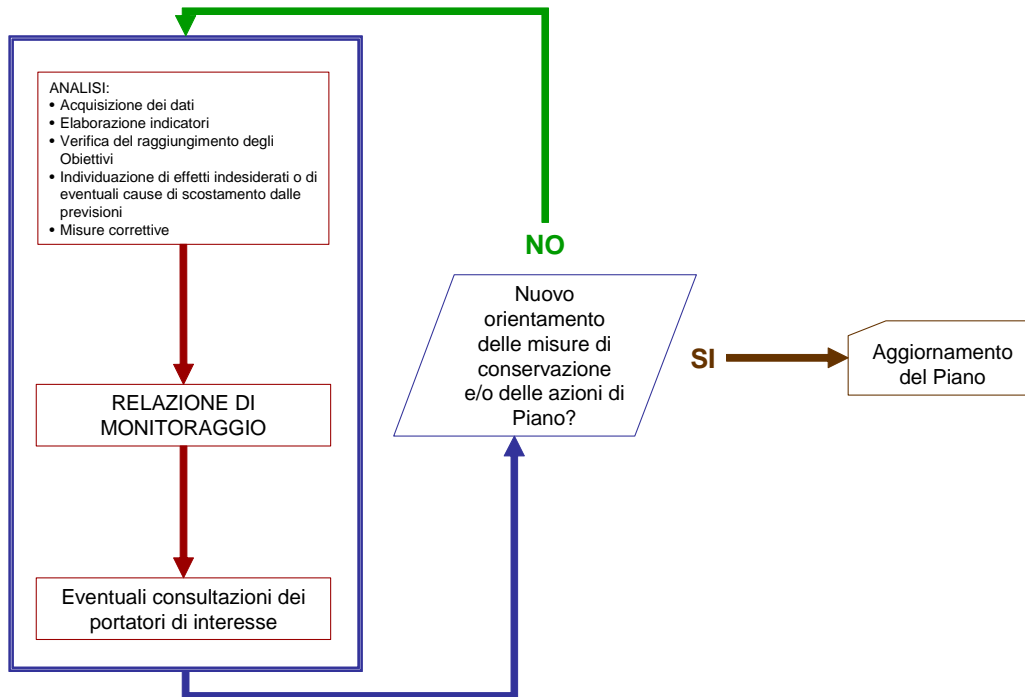 ANALISI:
• Acquisizione dei dati
• Elaborazione indicatori
• Verifica del raggiungimento degli
Obiettivi
• Individuazione di effetti indesiderati o di
eventuali cause di scostamento dalle
previsioni
• Misure correttive
RELAZIONE DI
MONITORAGGIO
Eventuali consultazioni dei
portatori di interesse
NO
Nuovo
orientamento
delle misure di
conservazione
e/o delle azioni di
Piano?
SI
Aggiornamento
del Piano